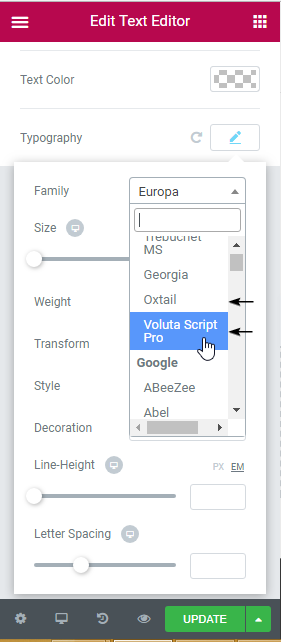 Edit Text Editor
Text Color
Typography
Family
Europa
Size
Trebuchet
MS
Georgia
Oxtail
Weight
Voluta Script
Pro
Transform
Google
Style
ABeeZee
Abel
Decoration
Line-Height
PX EM
Letter Spacing
UPDATE